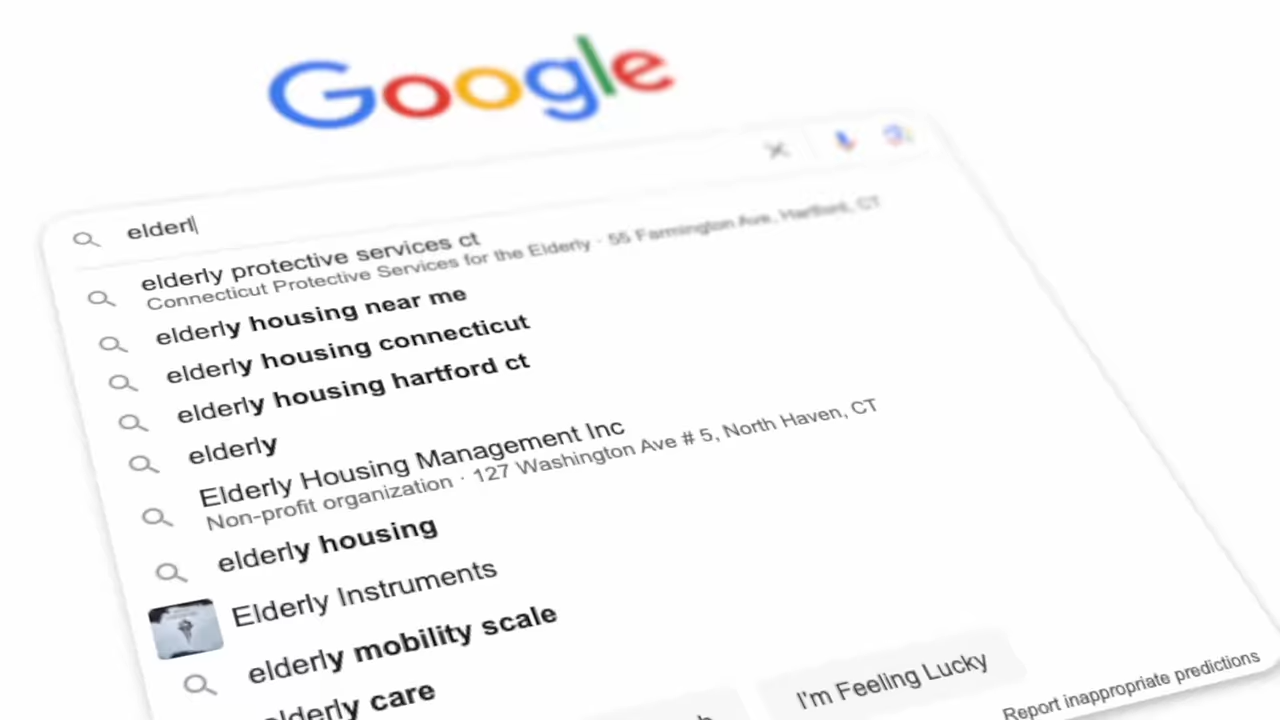 Google
elderl
elderly protective services ct
Connecticut Protective Services for the Elderly · 55 Farmington Ave, Hartford, CT
elderly housing near me
elderly housing connecticut
elderly housing hartford ct
elderly
Elderly Housing Management Inc
Non-profit organization · 127 Washington Ave # 5, North Haven, CT
elderly housing
Elderly Instruments
elderly mobility scale
elderly care
I'm Feeling Lucky
Report inappropriate predictions